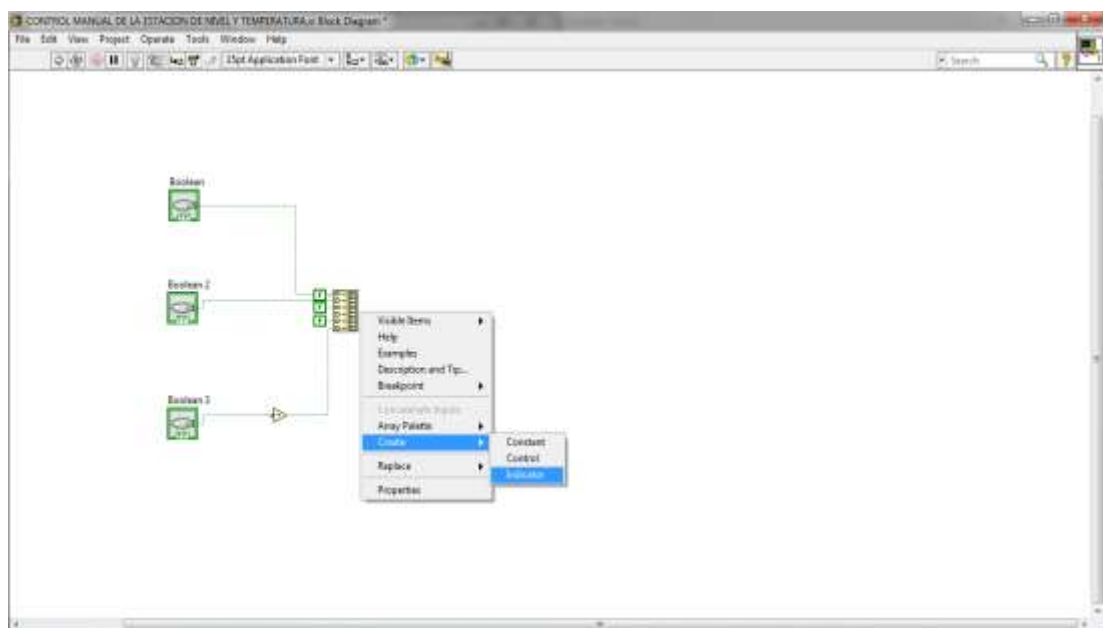 CONTROL MANUAL DE LA ESTACION DE NIVEL Y TEMPERATURA.vi Block Diagram *
File Edit View Project Operate Tools Window Help
15pt Application Font
Search
Boolean
Boolean 2
Boolean 3
Visible Items
Help
Examples
Description and Tip...
Breakpoint
Concatenate Inputs
Array Palette
Create
Replace
Properties
Constant
Control
Indicator